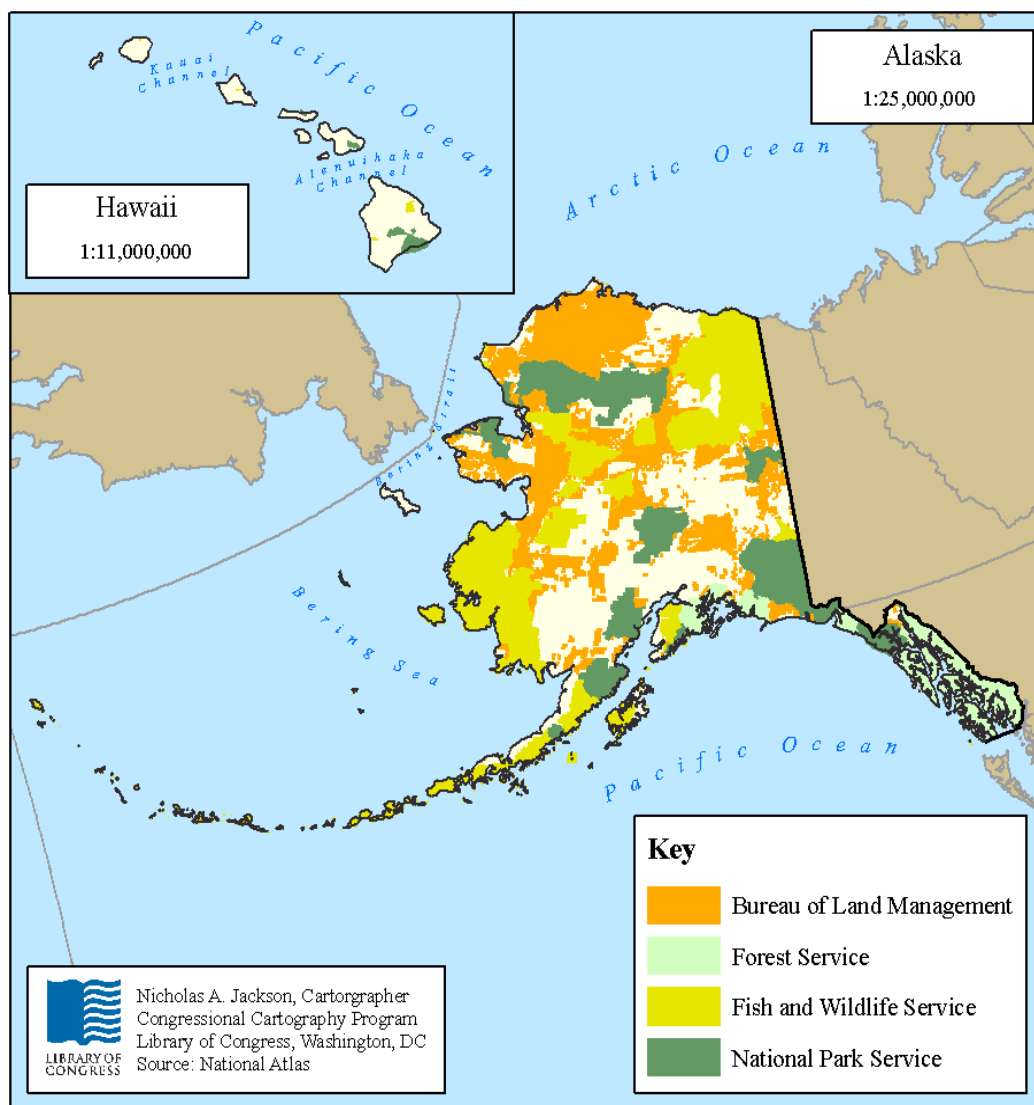 Pacific Ocean
Kauai
Channel
Alenuihaka
Channel
Hawaii
1:11,000,000
Alaska
1:25,000,000
Arctic Ocean
Bering Strait
Bering Sea
Pacific Ocean
Key
Bureau of Land Management
Forest Service
Fish and Wildlife Service
National Park Service
LIBRARY OF
CONGRESS
Nicholas A. Jackson, Cartorgrapher
Congressional Cartography Program
Library of Congress, Washington, DC
Source: National Atlas